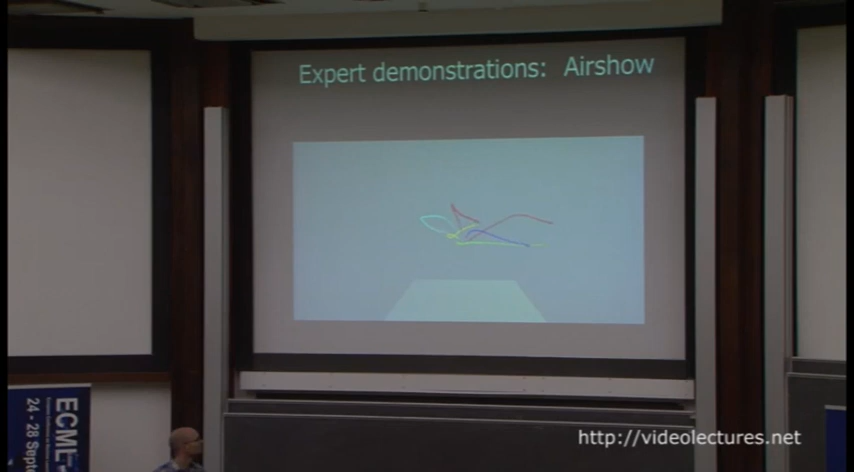 Expert demonstrations: Airshow
ECML
24 - 28 Sept
http://videolectures.net